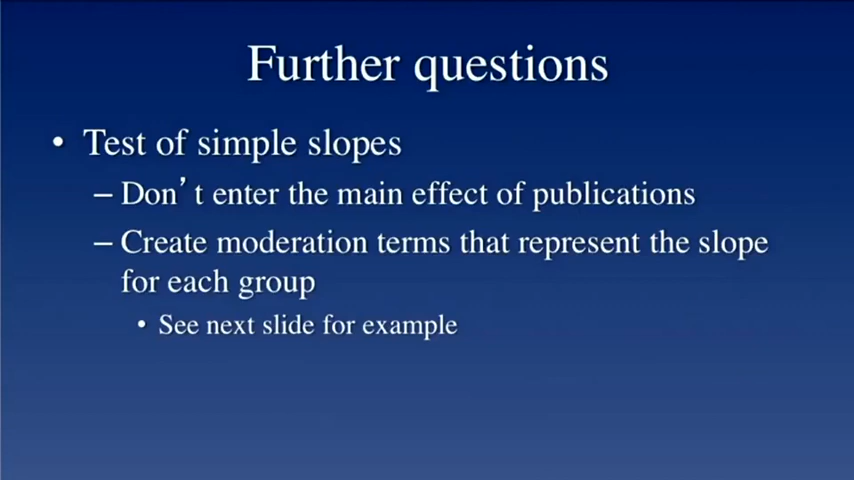 Further questions
• Test of simple slopes
– Don’t enter the main effect of publications
– Create moderation terms that represent the slope
for each group
• See next slide for example